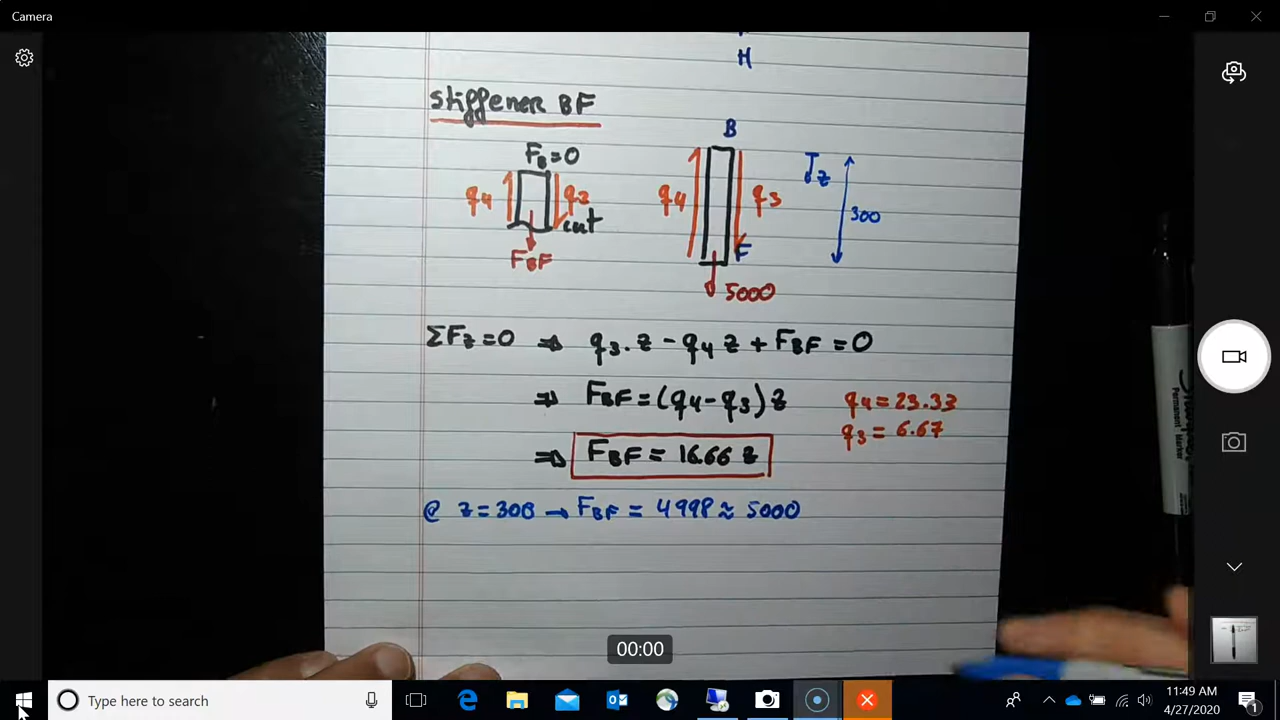 Camera
H
stiffener BF
B
F_B=0
q4
q3
cut
F_BF
q4
q3
F
5000
z
300
ΣFz=0 ⇒ q3.z - q4 z + F_BF = 0
⇒ F_BF = (q4-q3) z
q4 = 23.33
q3 = 6.67
⇒ F_BF = 16.66 z
@ z=300 → F_BF = 4998 ≈ 5000
00:00
Type here to search
11:49 AM
4/27/2020
1